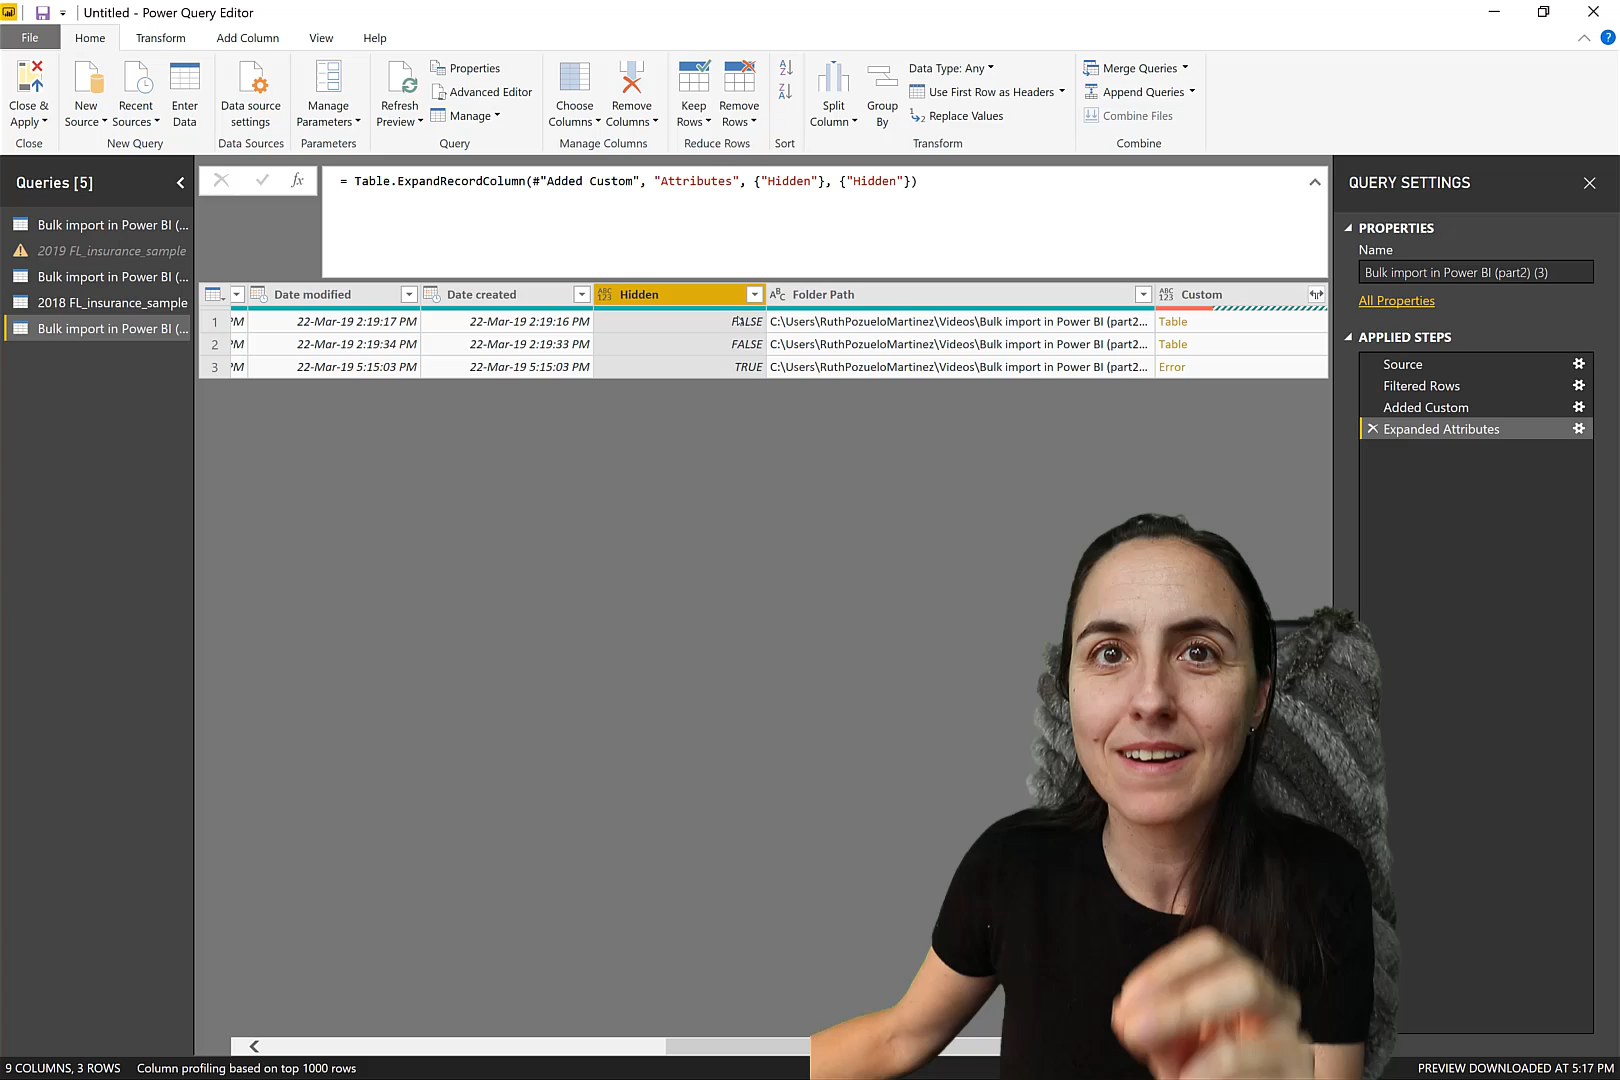 Untitled - Power Query Editor
File
Home
Transform
Add Column
View
Help
Close &
Apply
New
Source
Recent
Sources
Enter
Data
Data source
settings
Manage
Parameters
Refresh
Preview
Properties
Advanced Editor
Manage
Choose
Columns
Remove
Columns
Keep
Rows
Remove
Rows
A
Z
Z
A
Split
Column
Group
By
Data Type: Any
Use First Row as Headers
1
2
Replace Values
Merge Queries
Append Queries
Combine Files
Close
New Query
Data Sources
Parameters
Query
Manage Columns
Reduce Rows
Sort
Transform
Combine
Queries [5]
Bulk import in Power BI (...
2019 FL_insurance_sample
Bulk import in Power BI (...
2018 FL_insurance_sample
Bulk import in Power BI (...
fx
= Table.ExpandRecordColumn(#"Added Custom", "Attributes", {"Hidden"}, {"Hidden"})
Date modified
Date created
ABC
123
Hidden
ABC
Folder Path
ABC
123
Custom
1
PM
22-Mar-19 2:19:17 PM
22-Mar-19 2:19:16 PM
FALSE
C:\Users\RuthPozueloMartinez\Videos\Bulk import in Power BI (part2...
Table
2
PM
22-Mar-19 2:19:34 PM
22-Mar-19 2:19:33 PM
FALSE
C:\Users\RuthPozueloMartinez\Videos\Bulk import in Power BI (part2...
Table
3
PM
22-Mar-19 5:15:03 PM
22-Mar-19 5:15:03 PM
TRUE
C:\Users\RuthPozueloMartinez\Videos\Bulk import in Power BI (part2...
Error
QUERY SETTINGS
PROPERTIES
Name
Bulk import in Power BI (part2) (3)
All Properties
APPLIED STEPS
Source
Filtered Rows
Added Custom
Expanded Attributes
9 COLUMNS, 3 ROWS
Column profiling based on top 1000 rows
PREVIEW DOWNLOADED AT 5:17 PM